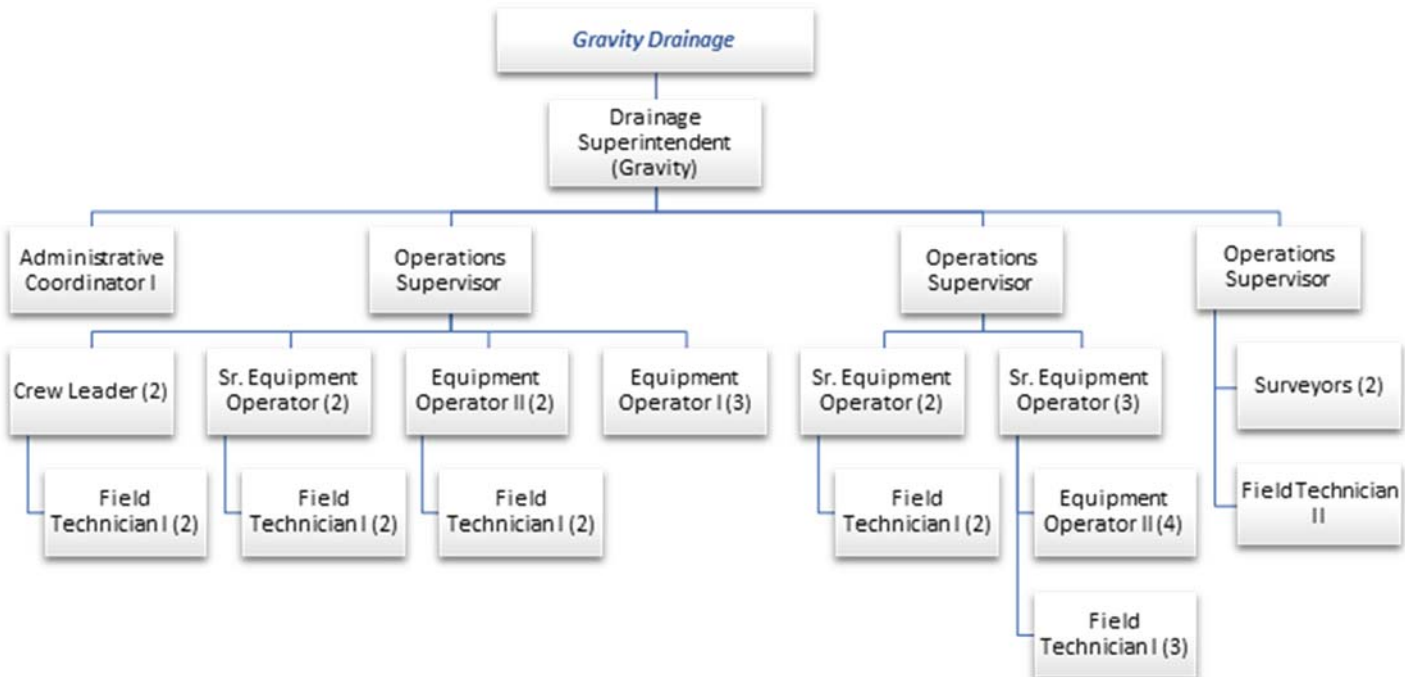 Gravity Drainage
Drainage
Superintendent
(Gravity)
Administrative
Coordinator I
Operations
Supervisor
Operations
Supervisor
Operations
Supervisor
Crew Leader (2)
Sr. Equipment
Operator (2)
Equipment
Operator II (2)
Equipment
Operator I (3)
Sr. Equipment
Operator (2)
Sr. Equipment
Operator (3)
Surveyors (2)
Field
Technician I (2)
Field
Technician I (2)
Field
Technician I (2)
Field
Technician I (2)
Equipment
Operator II (4)
Field Technician
II
Field
Technician I (3)